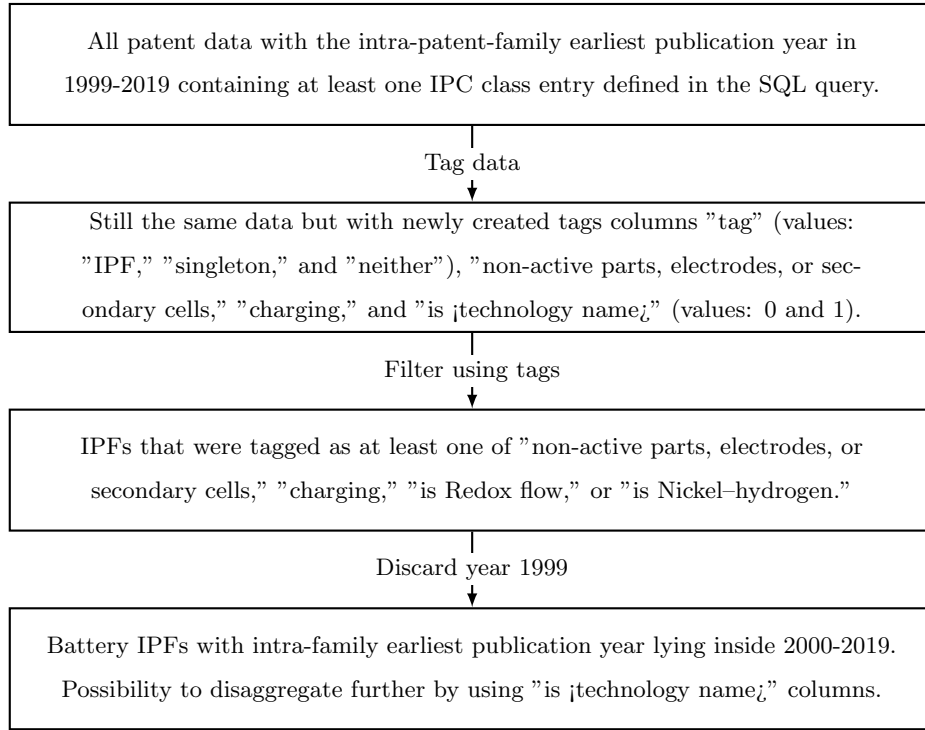 All patent data with the intra-patent-family earliest publication year in
1999-2019 containing at least one IPC class entry defined in the SQL query.
Tag data
Still the same data but with newly created tags columns ”tag” (values:
”IPF,” ”singleton,” and ”neither”), ”non-active parts, electrodes, or sec-
ondary cells,” ”charging,” and ”is ¡technology name¿” (values: 0 and 1).
Filter using tags
IPFs that were tagged as at least one of ”non-active parts, electrodes, or
secondary cells,” ”charging,” ”is Redox flow,” or ”is Nickel–hydrogen.”
Discard year 1999
Battery IPFs with intra-family earliest publication year lying inside 2000-2019.
Possibility to disaggregate further by using ”is ¡technology name¿” columns.